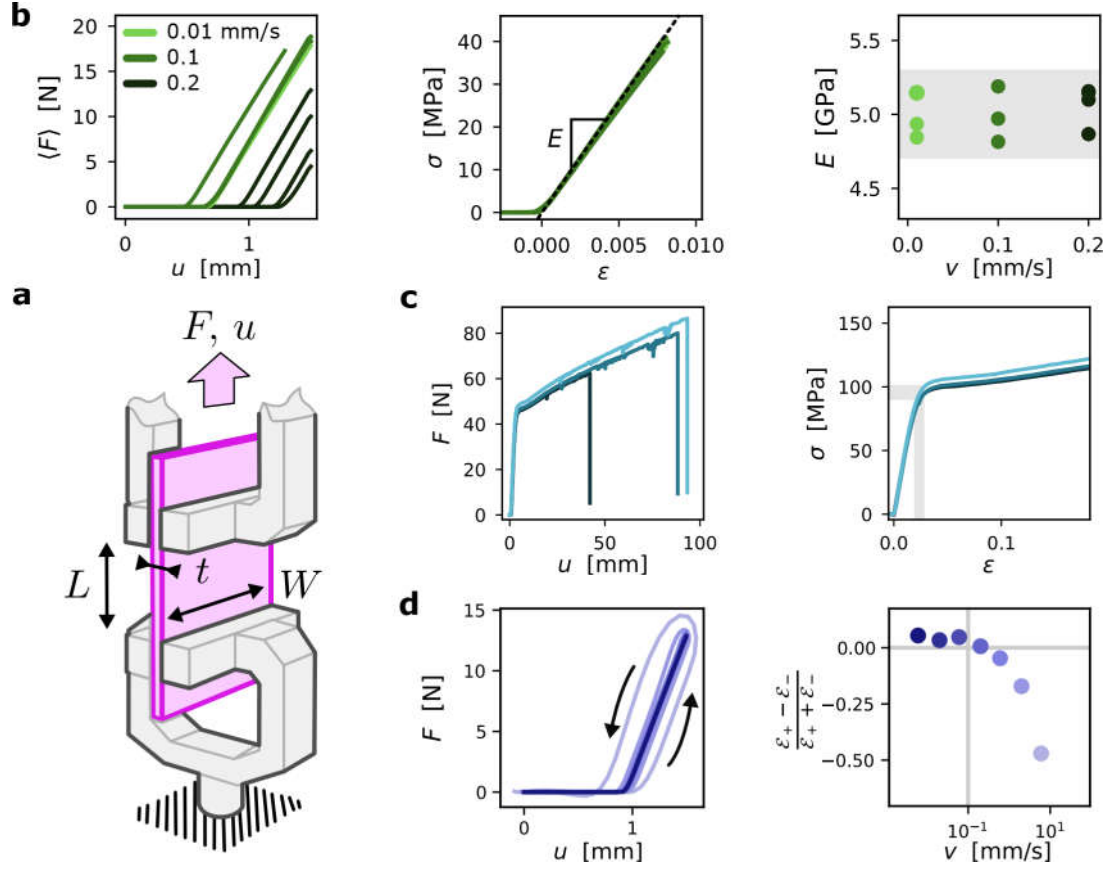 b
20
15
10
5
0
⟨F⟩ [N]
0.01 mm/s
0.1
0.2
0
1
u [mm]
40
30
20
10
0
σ [MPa]
E
0.000
0.005
0.010
ε
5.5
5.0
4.5
E [GPa]
0.0
0.1
0.2
v [mm/s]
a
F, u
L
t
W
c
80
60
40
20
0
F [N]
0
50
100
u [mm]
150
100
50
0
σ [MPa]
0.0
0.1
ε
d
15
10
5
0
F [N]
0
1
u [mm]
0.00
−0.25
−0.50
ℰ₊ − ℰ₋
ℰ₊ + ℰ₋
10⁻¹
10¹
v [mm/s]